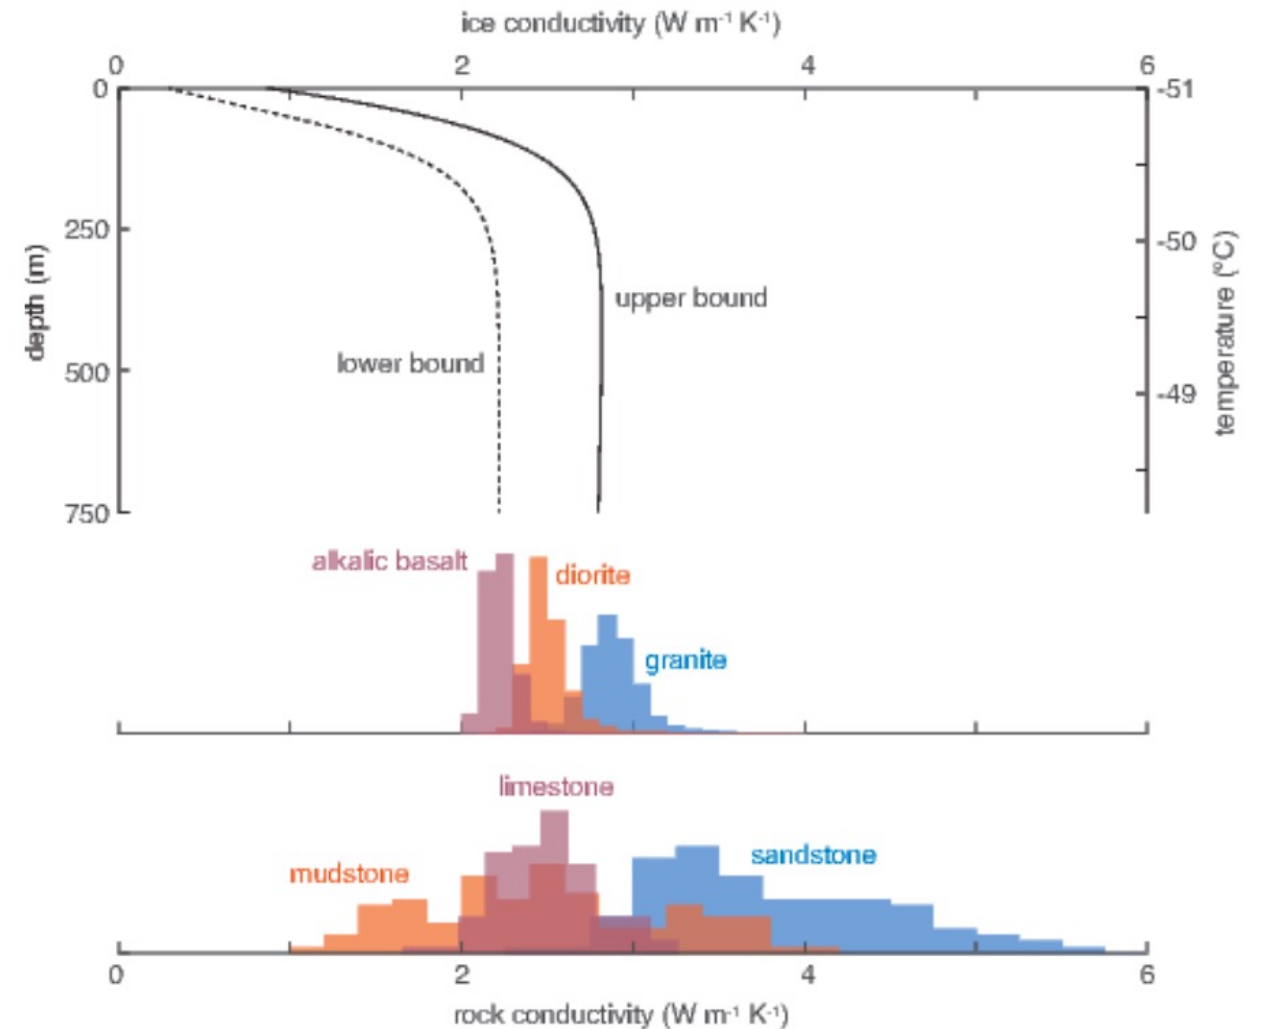 ice conductivity (W m⁻¹ K⁻¹)
0 2 4 6
0 -51
250 -50
depth (m)
temperature (°C)
upper bound
lower bound
500 -49
750
alkalic basalt
diorite
granite
limestone
sandstone
mudstone
0 2 4 6
rock conductivity (W m⁻¹ K⁻¹)